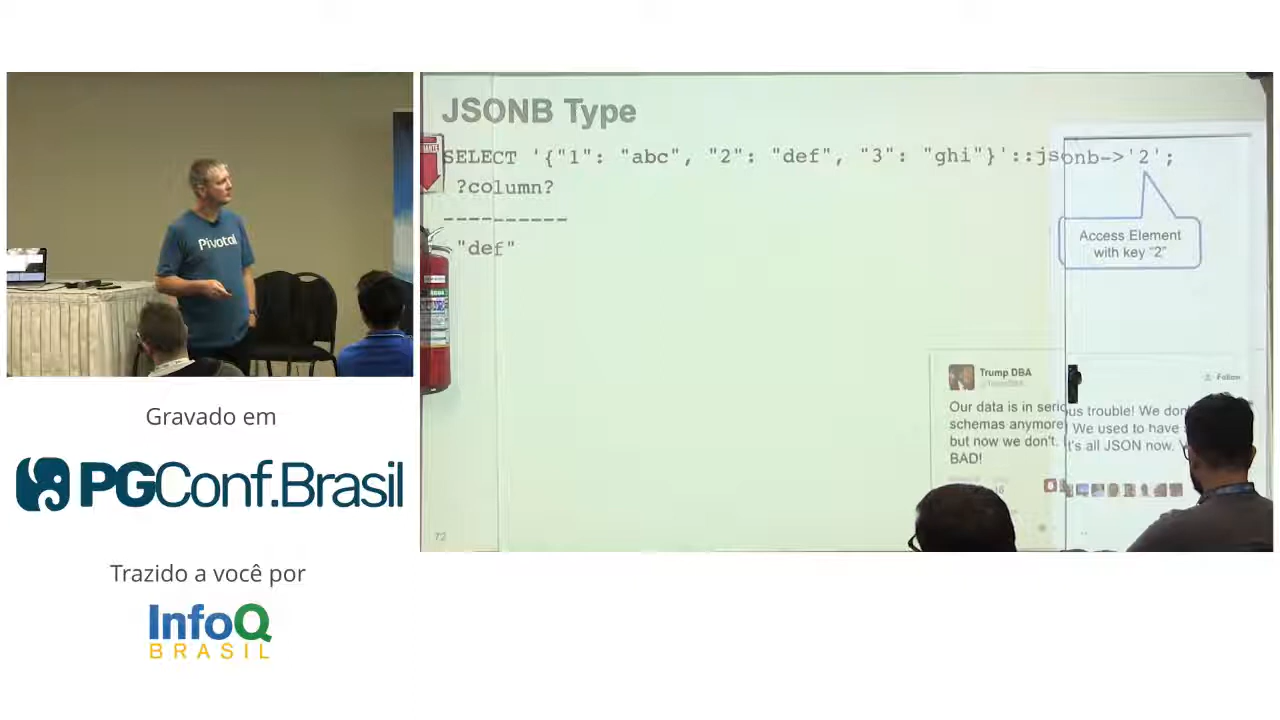 JSONB Type
SELECT '{"1": "abc", "2": "def", "3": "ghi"}'::jsonb->'2';
?column?
----------
"def"
Access Element
with key "2"
Pivotal
Trump DBA
Follow
Our data is in serious trouble! We don't
schemas anymore! We used to have
but now we don't. It's all JSON now.
BAD!
72
Gravado em
PGConf.Brasil
Trazido a você por
InfoQ
BRASIL